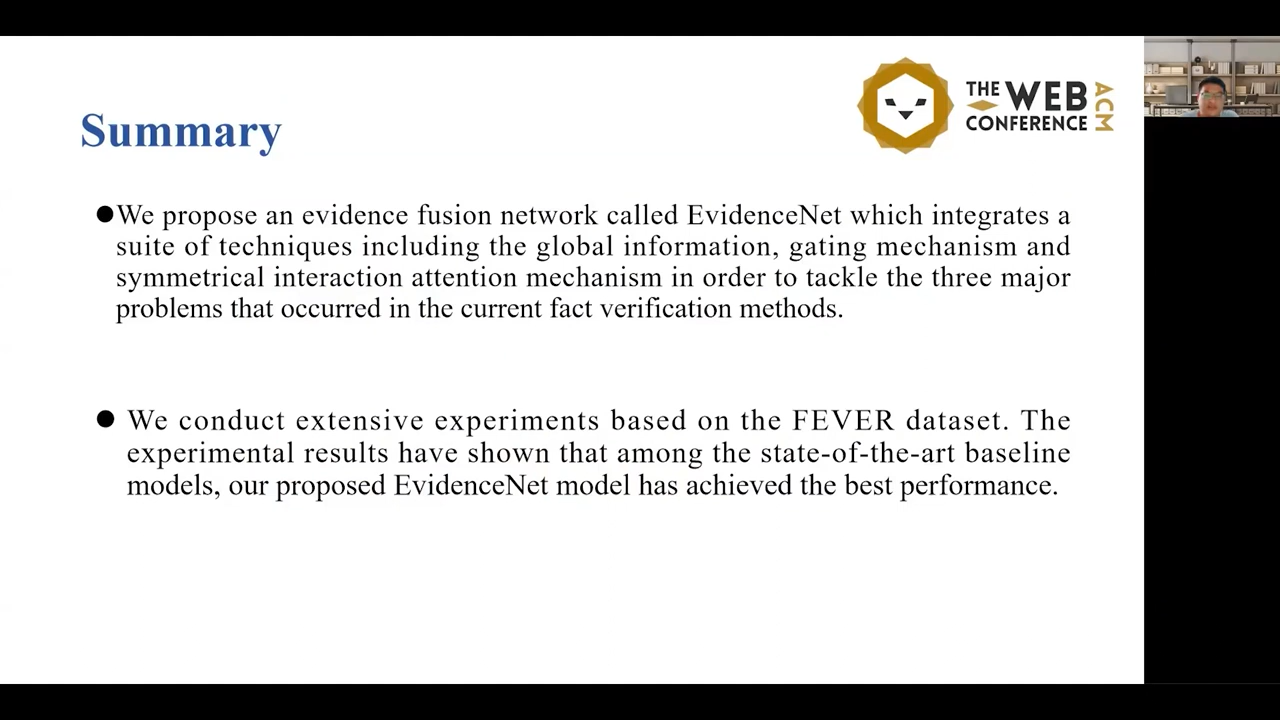 THE WEB
CONFERENCE
ACM
Summary
●We propose an evidence fusion network called EvidenceNet which integrates a
suite of techniques including the global information, gating mechanism and
symmetrical interaction attention mechanism in order to tackle the three major
problems that occurred in the current fact verification methods.
● We conduct extensive experiments based on the FEVER dataset. The
experimental results have shown that among the state-of-the-art baseline
models, our proposed EvidenceNet model has achieved the best performance.